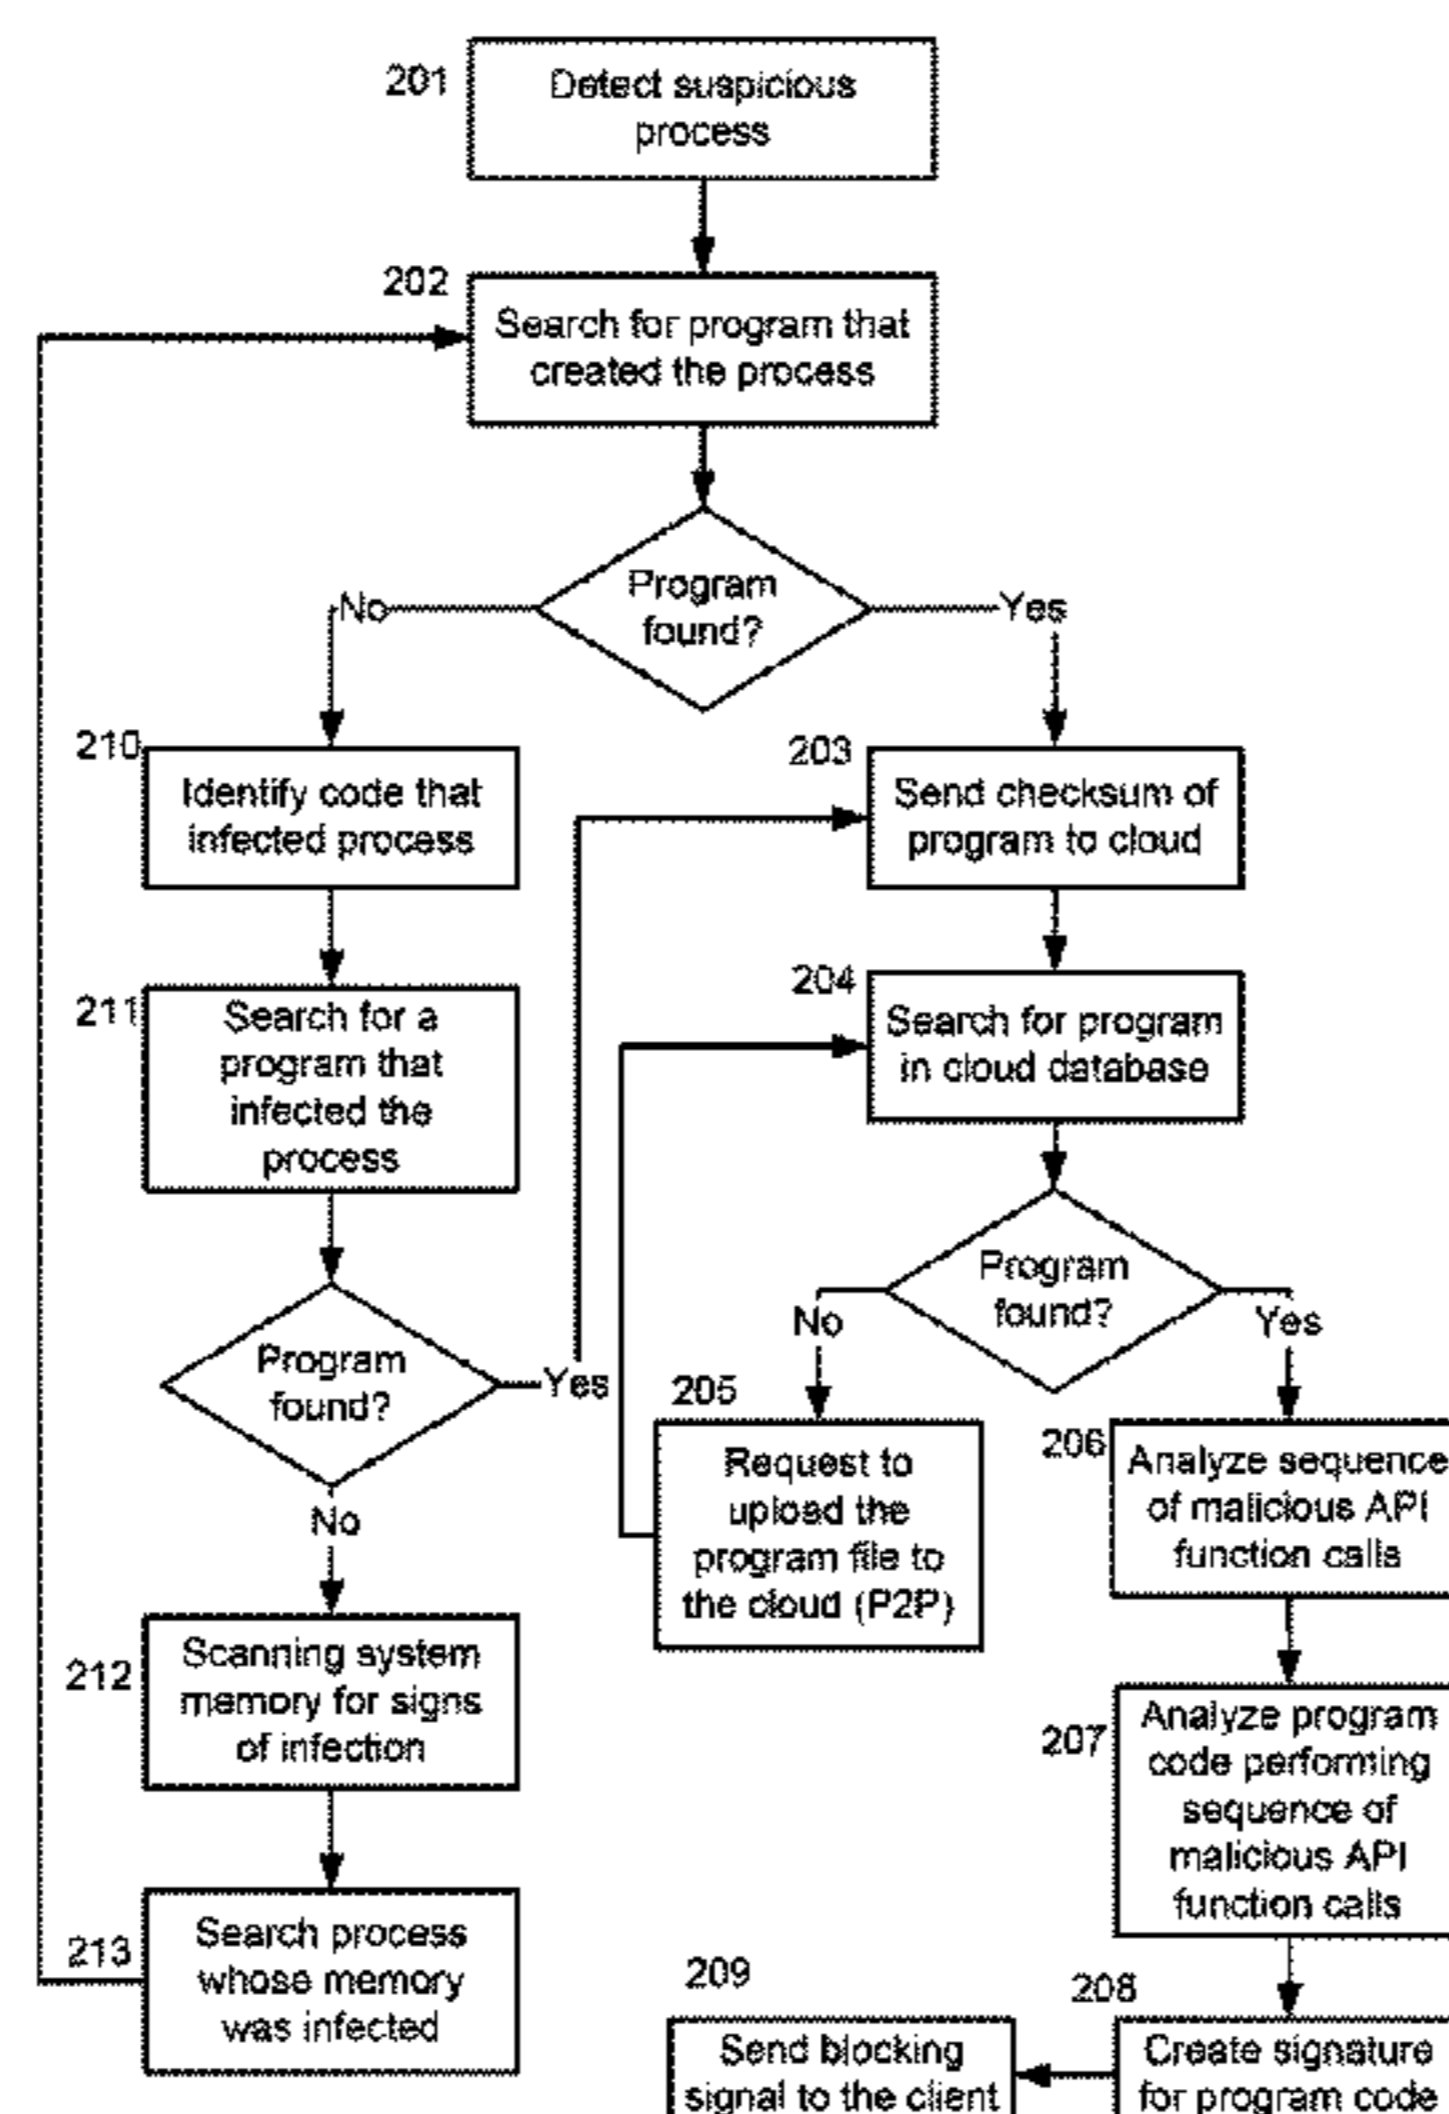 201
Detect suspicious
process
202
Search for program that
created the process
Program
found?
No
Yes
210
Identify code that
infected process
203
Send checksum of
program to cloud
211
Search for a
program that
infected the
process
204
Search for program
in cloud database
Program
found?
Yes
No
Program
found?
No
Yes
205
Request to
upload the
program file to
the cloud (P2P)
206
Analyze sequence
of malicious API
function calls
212
Scanning system
memory for signs
of infection
207
Analyze program
code performing
sequence of
malicious API
function calls
213
Search process
whose memory
was infected
208
Create signature
for program code
209
Send blocking
signal to the client